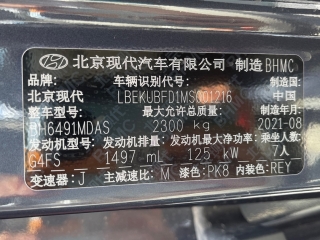 北京现代汽车有限公司 制造 BHMC
品牌: 车辆识别代号: 制造国:
北京现代 LBEKUBFD1MS001216 中国
整车型号: 最大允许总质量: 制造年月:
BH6491MDAS 2300 kg 2021-08
发动机型号: 发动机排量: 发动机最大净功率: 乘坐人数:
G4FS 1497 mL 125 kW 7人
变速器: J 主减速比: M 漆色: PK8 内装色: REY